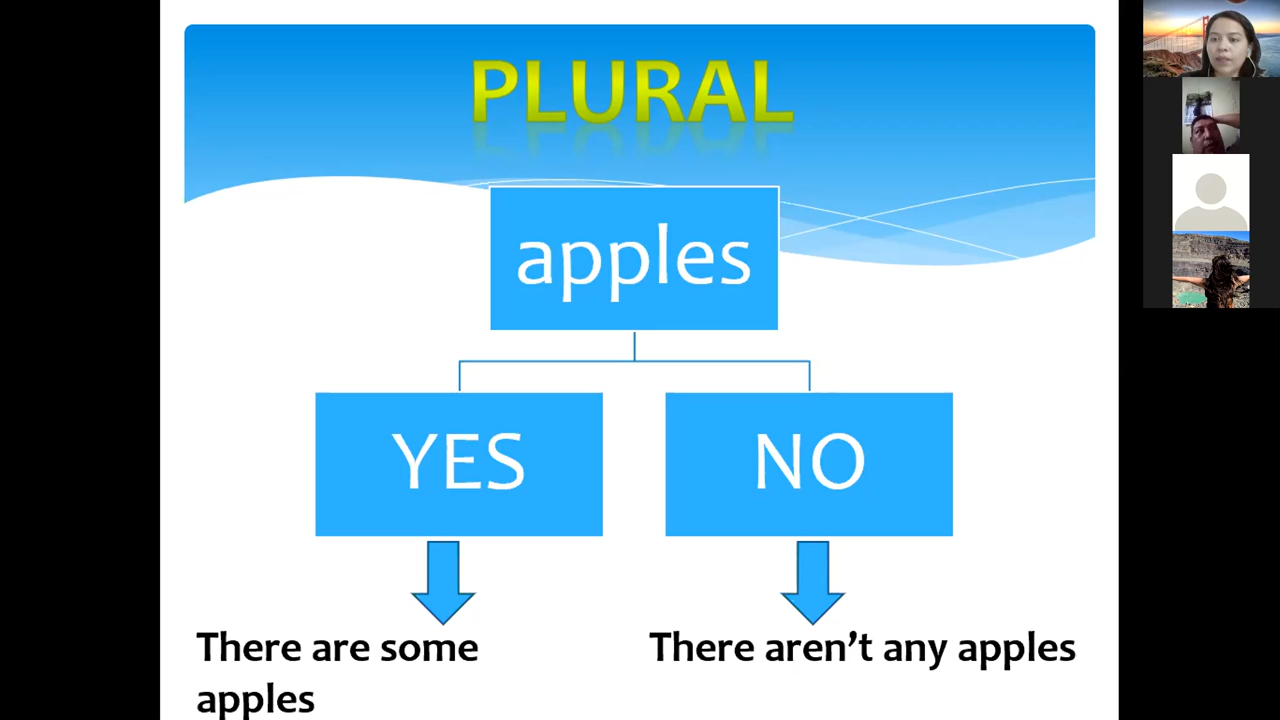 PLURAL
apples
YES
NO
There are some
apples
There aren’t any apples